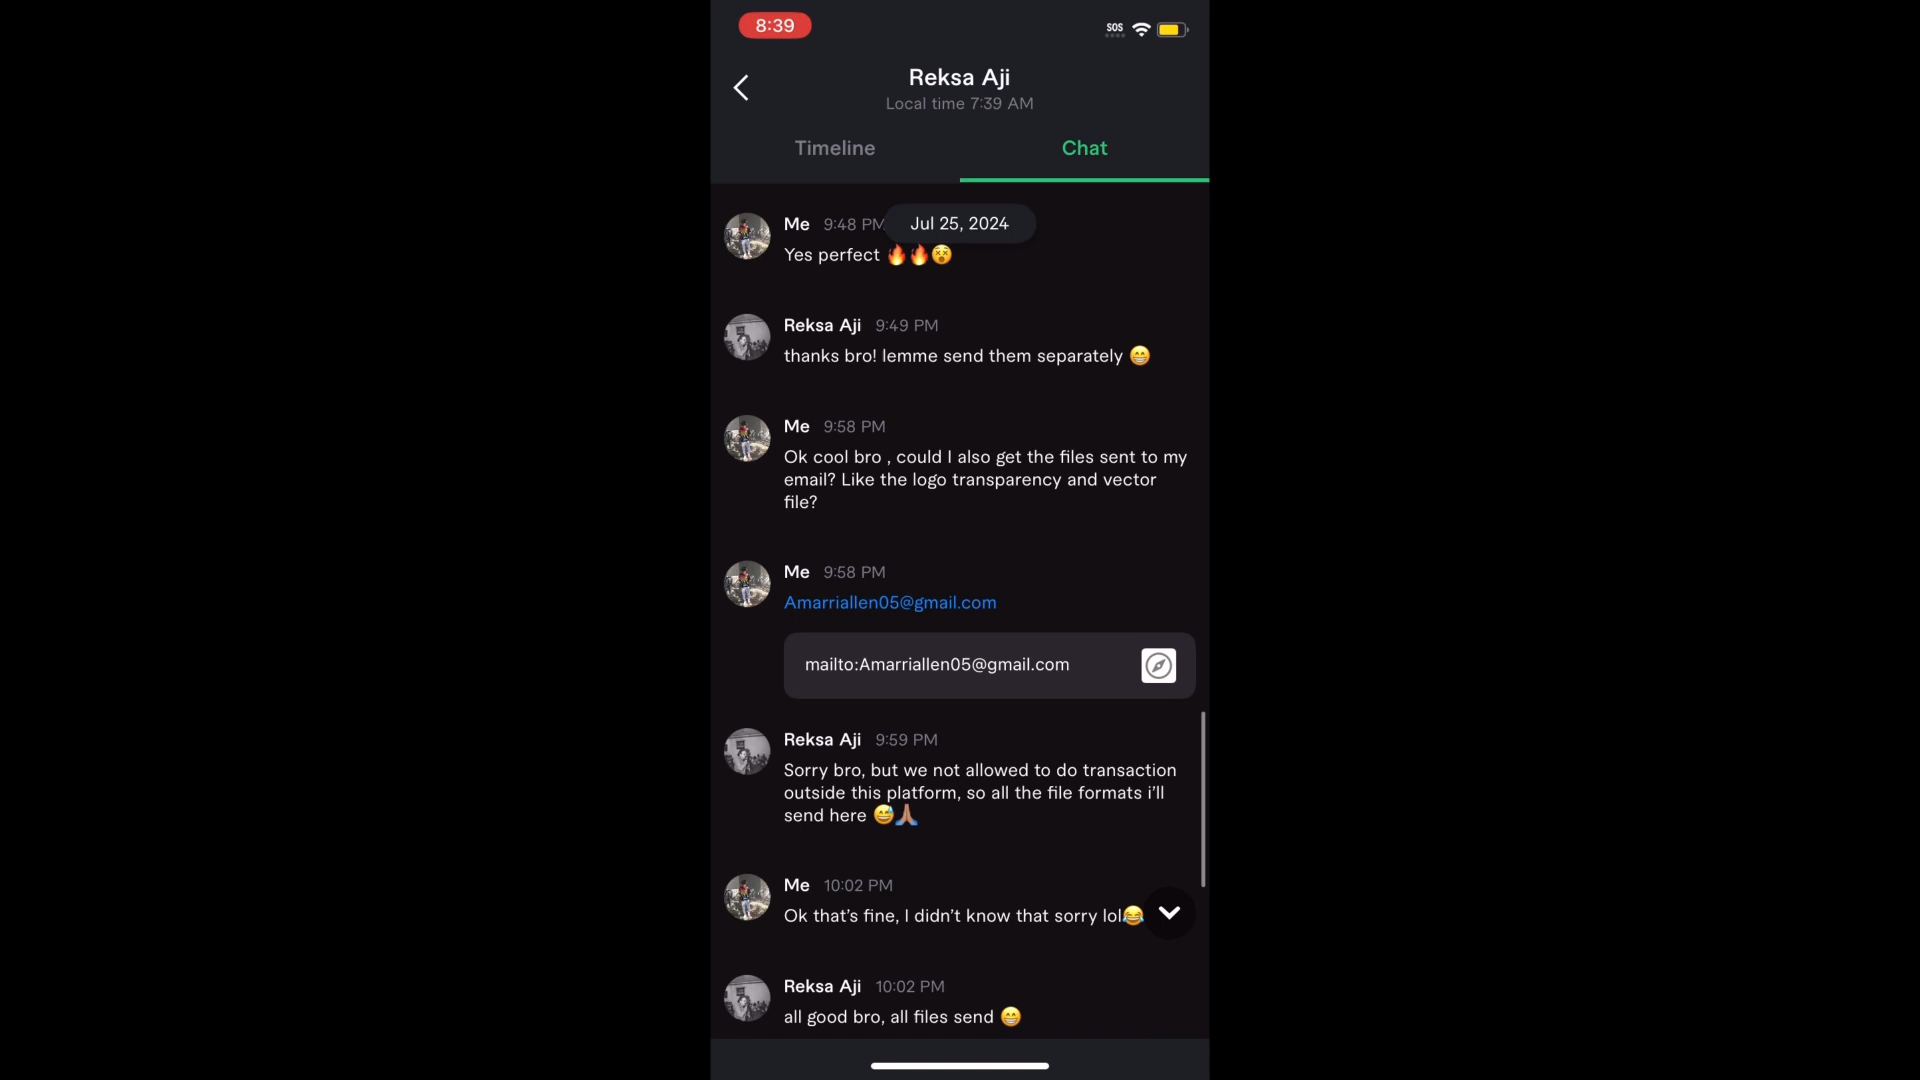 8:39
SOS
Reksa Aji
Local time 7:39 AM
Timeline
Chat
Me 9:48 PM
Jul 25, 2024
Yes perfect 🔥🔥😵
Reksa Aji 9:49 PM
thanks bro! lemme send them separately 😁
Me 9:58 PM
Ok cool bro , could I also get the files sent to my
email? Like the logo transparency and vector
file?
Me 9:58 PM
Amarriallen05@gmail.com
mailto:Amarriallen05@gmail.com
Reksa Aji 9:59 PM
Sorry bro, but we not allowed to do transaction
outside this platform, so all the file formats i'll
send here 😅🙏🏽
Me 10:02 PM
Ok that's fine, I didn't know that sorry lol😂
Reksa Aji 10:02 PM
all good bro, all files send 😁